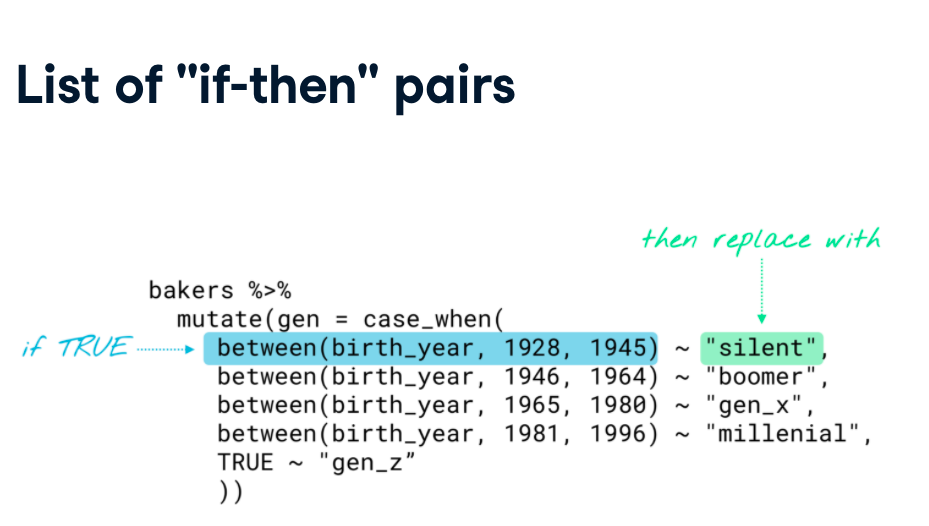 List of "if-then" pairs
then replace with
bakers %>%
mutate(gen = case_when(
if TRUE between(birth_year, 1928, 1945) ~ "silent",
between(birth_year, 1946, 1964) ~ "boomer",
between(birth_year, 1965, 1980) ~ "gen_x",
between(birth_year, 1981, 1996) ~ "millenial",
TRUE ~ "gen_z”
))